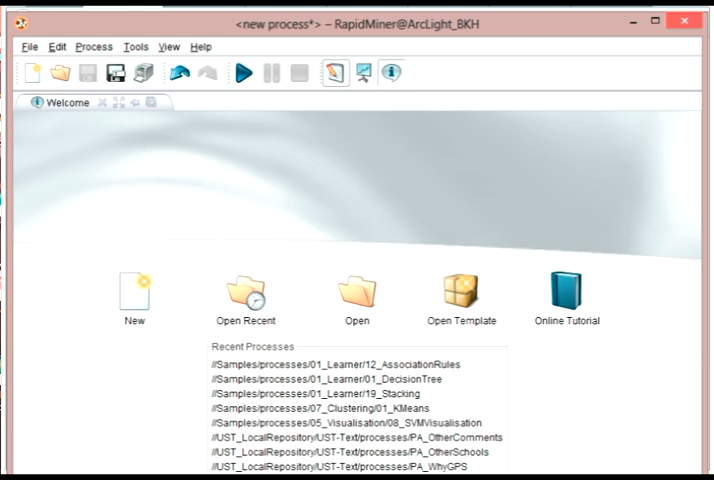 <new process*> – RapidMiner@ArcLight_BKH
File Edit Process Tools View Help
Welcome
New Open Recent Open Open Template Online Tutorial
Recent Processes
//Samples/processes/01_Learner/12_AssociationRules
//Samples/processes/01_Learner/01_DecisionTree
//Samples/processes/01_Learner/19_Stacking
//Samples/processes/07_Clustering/01_KMeans
//Samples/processes/05_Visualisation/08_SVMVisualisation
//UST_LocalRepository/UST-Text/processes/PA_OtherComments
//UST_LocalRepository/UST-Text/processes/PA_OtherSchools
//UST_LocalRepository/UST-Text/processes/PA_WhyGPS